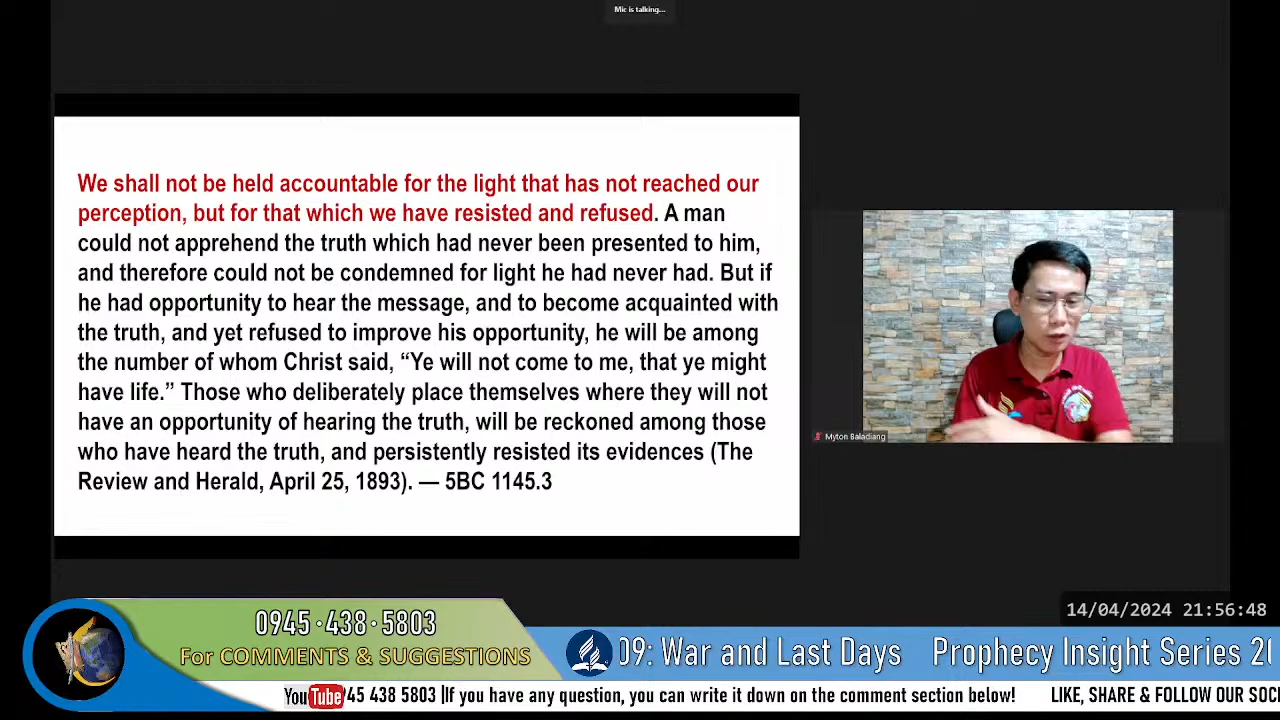 Mic is talking...
We shall not be held accountable for the light that has not reached our
perception, but for that which we have resisted and refused. A man
could not apprehend the truth which had never been presented to him,
and therefore could not be condemned for light he had never had. But if
he had opportunity to hear the message, and to become acquainted with
the truth, and yet refused to improve his opportunity, he will be among
the number of whom Christ said, “Ye will not come to me, that ye might
have life.” Those who deliberately place themselves where they will not
have an opportunity of hearing the truth, will be reckoned among those
who have heard the truth, and persistently resisted its evidences (The
Review and Herald, April 25, 1893). — 5BC 1145.3
Myton Baladiang
14/04/2024 21:56:48
0945·438·5803
For COMMENTS & SUGGESTIONS
09: War and Last Days Prophecy Insight Series 20
YouTube 45 438 5803 |If you have any question, you can write it down on the comment section below! LIKE, SHARE & FOLLOW OUR SOC